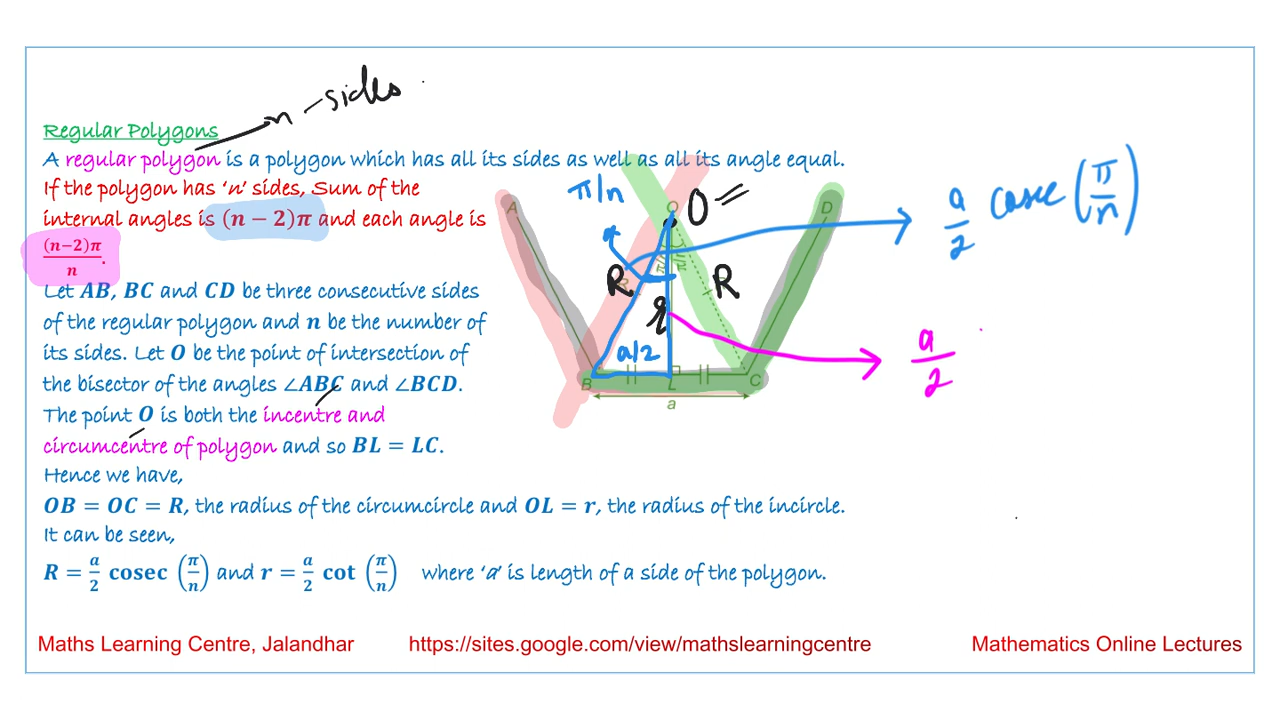 n - sides
Regular Polygons
A regular polygon is a polygon which has all its sides as well as all its angle equal.
If the polygon has ‘n’ sides, Sum of the
internal angles is (n − 2)π and each angle is
(n−2)π/n.
Let AB, BC and CD be three consecutive sides
of the regular polygon and n be the number of
its sides. Let O be the point of intersection of
the bisector of the angles ∠ABC and ∠BCD.
The point O is both the incentre and
circumcentre of polygon and so BL = LC.
Hence we have,
OB = OC = R, the radius of the circumcircle and OL = r, the radius of the incircle.
It can be seen,
R = a/2 cosec (π/n) and r = a/2 cot (π/n) where ‘a’ is length of a side of the polygon.
π/n
O
O
A
D
π/n
R
R
r
a/2
B
L
C
a
a/2 cosec (π/n)
a/2
Maths Learning Centre, Jalandhar
https://sites.google.com/view/mathslearningcentre
Mathematics Online Lectures